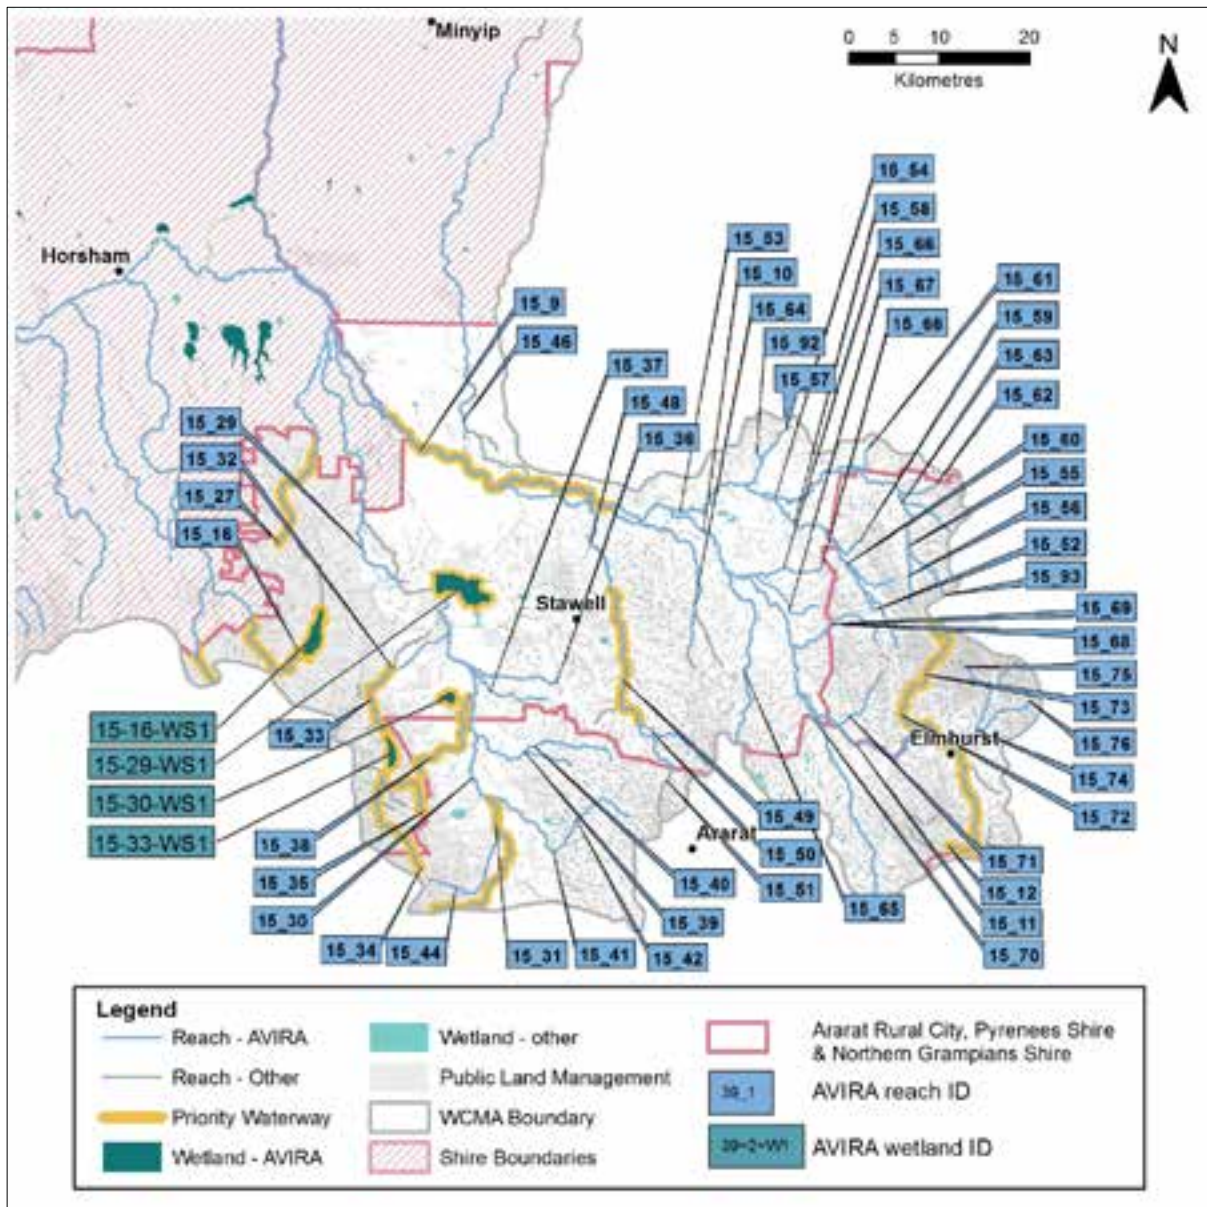 Minyip
0 5 10 20
Kilometres
N
15_54
15_58
15_53
15_66
15_10
15_61
Horsham
15_67
15_9
15_64
15_59
15_46
15_92
15_37
15_57
15_63
15_48
15_62
15_29
15_36
15_60
15_32
15_55
15_27
15_56
15_16
15_52
15_93
Stawell
15_69
15_68
15_75
15-16-WS1
15_33
15_73
Elmhurst
15_76
15-29-WS1
15_74
15-30-WS1
15_72
15-33-WS1
15_49
Ararat
15_38
15_50
15_71
15_35
15_40
15_51
15_12
15_30
15_39
15_65
15_11
15_34
15_44
15_31
15_41
15_42
15_70
Legend
Reach - AVIRA
Reach - Other
Priority Waterway
Wetland - AVIRA
Wetland - other
Public Land Management
WCMA Boundary
Shire Boundaries
Ararat Rural City, Pyrenees Shire
& Northern Grampians Shire
39_1
AVIRA reach ID
AVIRA wetland ID